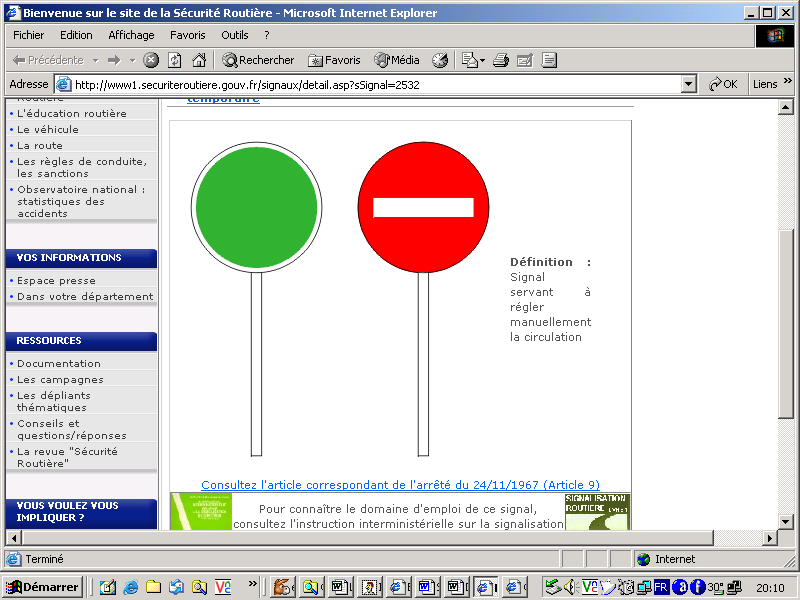 Bienvenue sur le site de la Sécurité Routière - Microsoft Internet Explorer
Fichier Edition Affichage Favoris Outils ?
Précédente Rechercher Favoris Média
Adresse http://www1.securiteroutiere.gouv.fr/signaux/detail.asp?sSignal=2532 OK Liens »
Routière
• L'éducation routière
• Le véhicule
• La route
• Les règles de conduite,
les sanctions
• Observatoire national :
statistiques des
accidents
VOS INFORMATIONS
• Espace presse
• Dans votre département
RESSOURCES
• Documentation
• Les campagnes
• Les dépliants
thématiques
• Conseils et
questions/réponses
• La revue "Sécurité
Routière"
VOUS VOULEZ VOUS
IMPLIQUER ?
temporaire
Définition :
Signal
servant à
régler
manuellement
la circulation
Consultez l'article correspondant de l'arrêté du 24/11/1967 (Article 9)
Pour connaître le domaine d'emploi de ce signal,
consultez l'instruction interministérielle sur la signalisation
SIGNALISATION
ROUTIERE
Terminé Internet
Démarrer » FR 30° 20:10